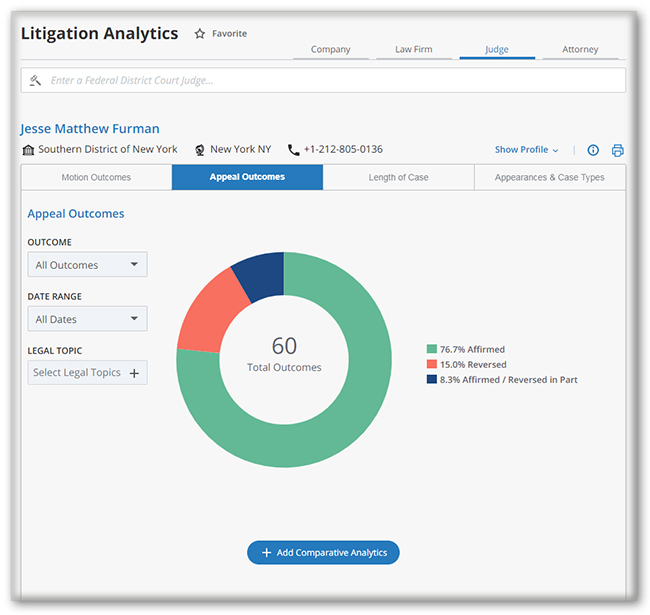 Litigation Analytics Favorite
Company Law Firm Judge Attorney
Enter a Federal District Court Judge...
Jesse Matthew Furman
Southern District of New York New York NY +1-212-805-0136 Show Profile
Motion Outcomes Appeal Outcomes Length of Case Appearances & Case Types
Appeal Outcomes
OUTCOME
All Outcomes
DATE RANGE
All Dates
LEGAL TOPIC
Select Legal Topics +
60
Total Outcomes
76.7% Affirmed
15.0% Reversed
8.3% Affirmed / Reversed in Part
+ Add Comparative Analytics